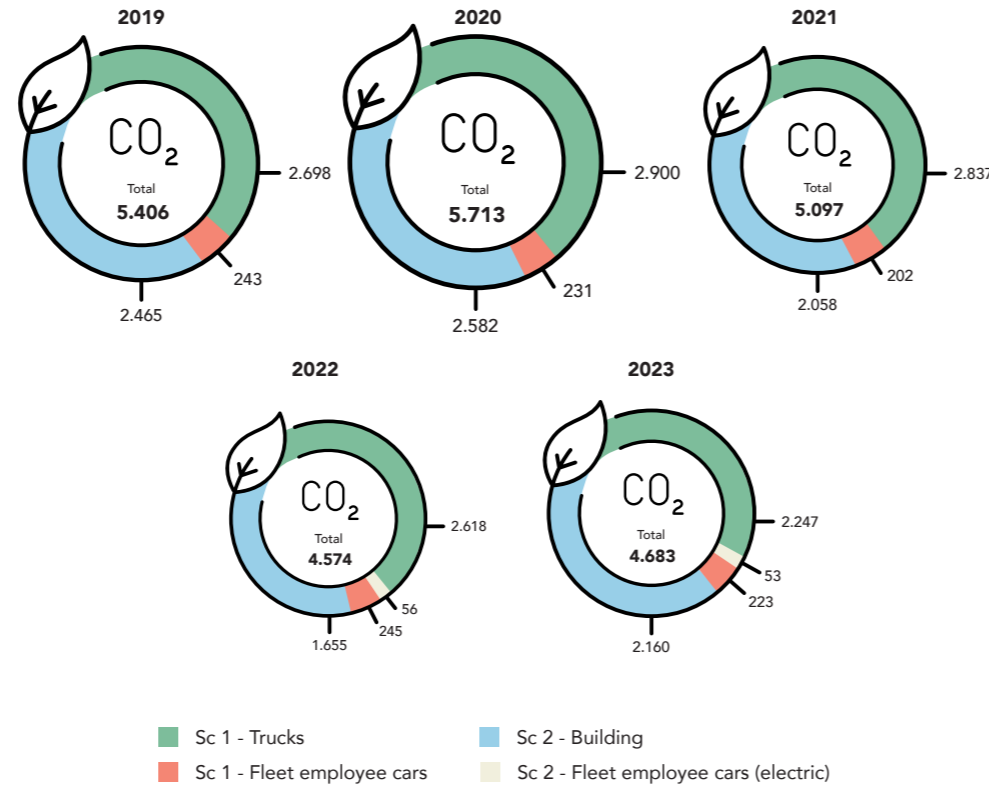 2019
CO2
Total
5.406
2.698
243
2.465
2020
CO2
Total
5.713
2.900
231
2.582
2021
CO2
Total
5.097
2.837
202
2.058
2022
CO2
Total
4.574
2.618
56
245
1.655
2023
CO2
Total
4.683
2.247
53
223
2.160
Sc 1 - Trucks
Sc 2 - Building
Sc 1 - Fleet employee cars
Sc 2 - Fleet employee cars (electric)